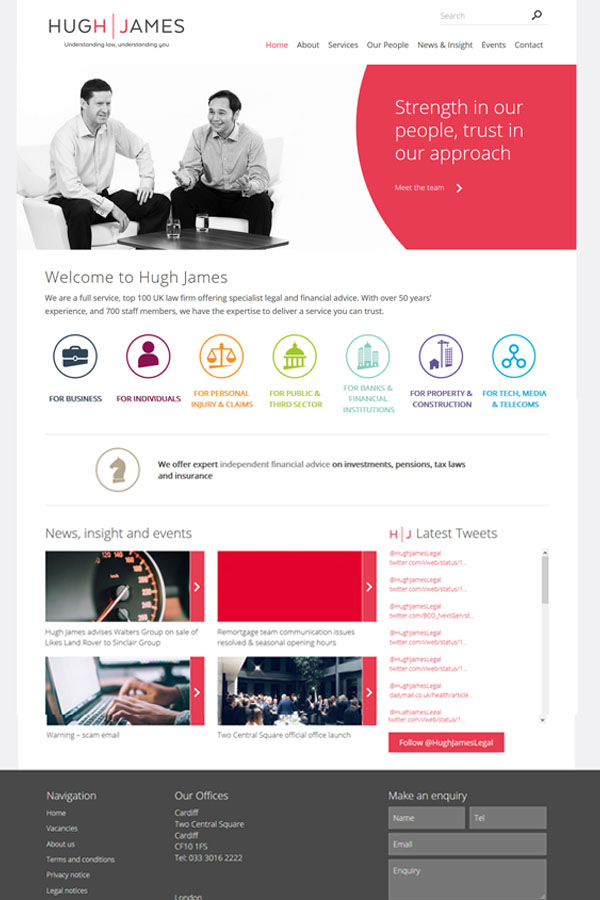 HUGH JAMES
Understanding law, understanding you
Search
Home About Services Our People News & Insight Events Contact
Strength in our
people, trust in
our approach
Meet the team
Welcome to Hugh James
We are a full service, top 100 UK law firm offering specialist legal and financial advice. With over 50 years'
experience, and 700 staff members, we have the expertise to deliver a service you can trust.
FOR BUSINESS
FOR INDIVIDUALS
FOR PERSONAL
INJURY & CLAIMS
FOR PUBLIC &
THIRD SECTOR
FOR BANKS &
FINANCIAL
INSTITUTIONS
FOR PROPERTY &
CONSTRUCTION
FOR TECH, MEDIA
& TELECOMS
We offer expert independent financial advice on investments, pensions, tax laws
and insurance
News, insight and events
120 140 160 180 200 220 240 260
Hugh James advises Walters Group on sale of
Likes Land Rover to Sinclair Group
Remortgage team communication issues
resolved & seasonal opening hours
Warning – scam email
Two Central Square official office launch
H J Latest Tweets
@HughJamesLegal
twitter.com/i/web/status/1...
@HughJamesLegal
twitter.com/BCO_NextGen/st...
@HughJamesLegal
twitter.com/i/web/status/1...
@HughJamesLegal
twitter.com/i/web/status/1...
@HughJamesLegal
dailymail.co.uk/health/article...
@HughJamesLegal
twitter.com/i/web/status/1...
Follow @HughJamesLegal
Navigation
Home
Vacancies
About us
Terms and conditions
Privacy notice
Legal notices
Our Offices
Cardiff
Two Central Square
Cardiff
CF10 1FS
Tel: 033 3016 2222
London
Make an enquiry
Name
Tel
Email
Enquiry